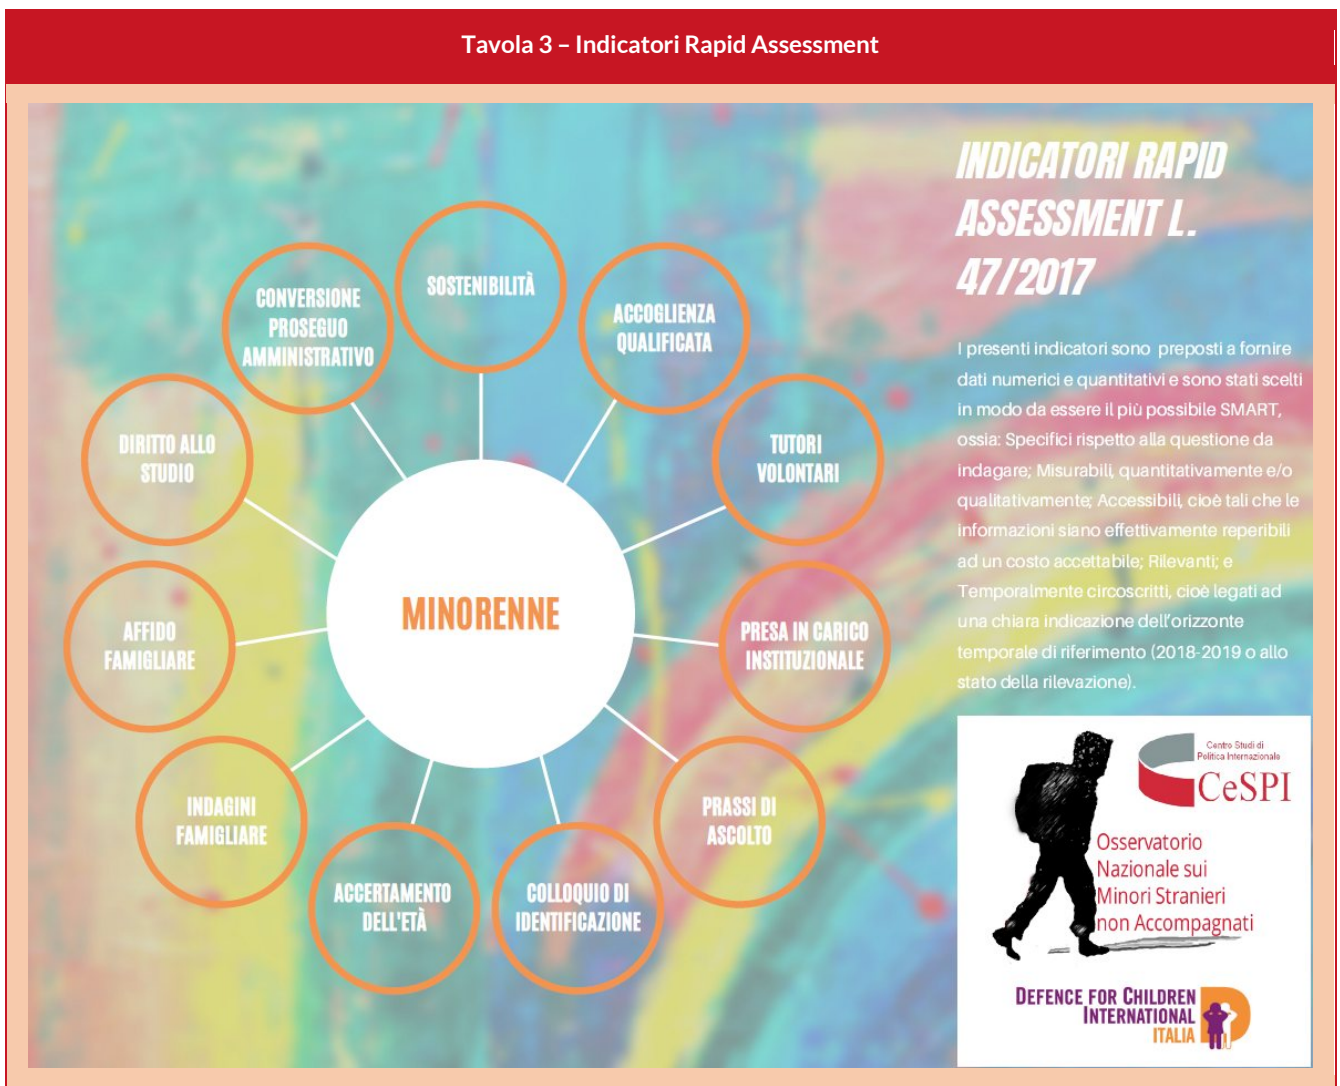 Tavola 3 – Indicatori Rapid Assessment
INDICATORI RAPID
ASSESSMENT L.
47/2017
I presenti indicatori sono preposti a fornire
dati numerici e quantitativi e sono stati scelti
in modo da essere il più possibile SMART,
ossia: Specifici rispetto alla questione da
indagare; Misurabili, quantitativamente e/o
qualitativamente; Accessibili, cioè tali che le
informazioni siano effettivamente reperibili
ad un costo accettabile; Rilevanti; e
Temporalmente circoscritti, cioè legati ad
una chiara indicazione dell'orizzonte
temporale di riferimento (2018-2019 o allo
stato della rilevazione).
SOSTENIBILITÀ
ACCOGLIENZA
QUALIFICATA
TUTORI
VOLONTARI
PRESA IN CARICO
INSTITUZIONALE
PRASSI DI
ASCOLTO
COLLOQUIO DI
IDENTIFICAZIONE
ACCERTAMENTO
DELL'ETÀ
INDAGINI
FAMIGLIARE
AFFIDO
FAMIGLIARE
DIRITTO ALLO
STUDIO
CONVERSIONE
PROSEGUO
AMMINISTRATIVO
MINORENNE
Centro Studi di
Politica Internazionale
CeSPI
Osservatorio
Nazionale sui
Minori Stranieri
non Accompagnati
DEFENCE FOR CHILDREN
INTERNATIONAL
ITALIA